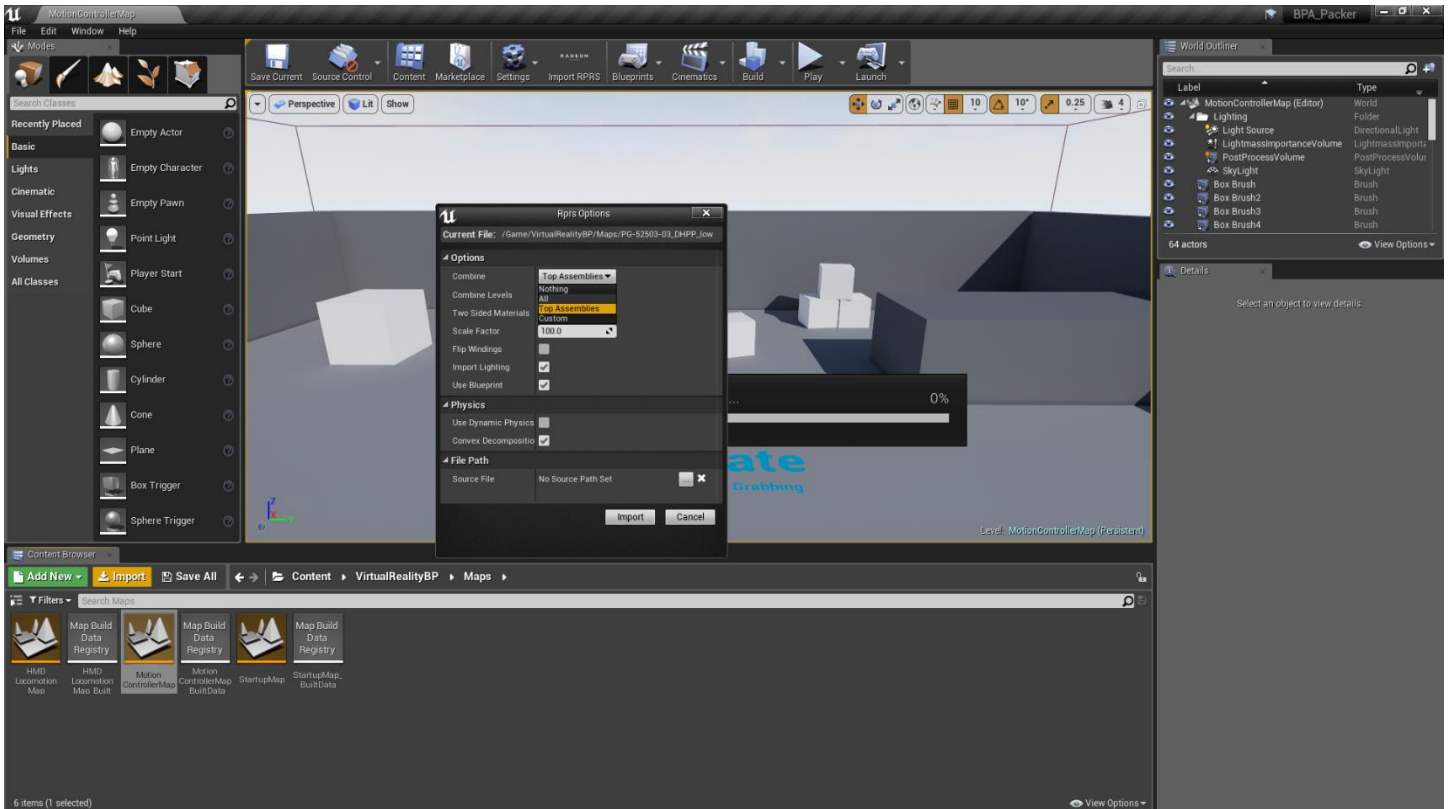 MotionControllerMap
BPA_Packer
File Edit Window Help
Modes
Search Classes
Recently Placed
Basic
Lights
Cinematic
Visual Effects
Geometry
Volumes
All Classes
Empty Actor
Empty Character
Empty Pawn
Point Light
Player Start
Cube
Sphere
Cylinder
Cone
Plane
Box Trigger
Sphere Trigger
Save Current
Source Control
Content
Marketplace
Settings
RADEON
Import RPRS
Blueprints
Cinematics
Build
Play
Launch
Perspective
Lit
Show
10
10°
0.25
4
Rprs Options
Current File: /Game/VirtualRealityBP/Maps/PG-52503-03_DHPP_low
Options
Combine
Top Assemblies
Nothing
All
Top Assemblies
Custom
Combine Levels
Two Sided Materials
Scale Factor
100.0
Flip Windings
Import Lighting
Use Blueprint
Physics
Use Dynamic Physics
Convex Decompositio
File Path
Source File
No Source Path Set
...
Import
Cancel
...
0%
ate
Grabbing
Level: MotionControllerMap (Persistent)
World Outliner
Search...
Label Type
MotionControllerMap (Editor) World
Lighting Folder
Light Source DirectionalLight
LightmassImportanceVolume LightmassImporta
PostProcessVolume PostProcessVolur
SkyLight SkyLight
Box Brush Brush
Box Brush2 Brush
Box Brush3 Brush
Box Brush4 Brush
64 actors
View Options
Details
Select an object to view details.
Content Browser
Add New
Import
Save All
Content
VirtualRealityBP
Maps
Filters
Search Maps
HMD
Locomotion
Map
Map Build
Data
Registry
HMD
Locomotion
Map Built
Motion
ControllerMap
Map Build
Data
Registry
Motion
ControllerMap
BuiltData
StartupMap
Map Build
Data
Registry
StartupMap_
BuiltData
6 items (1 selected)
View Options